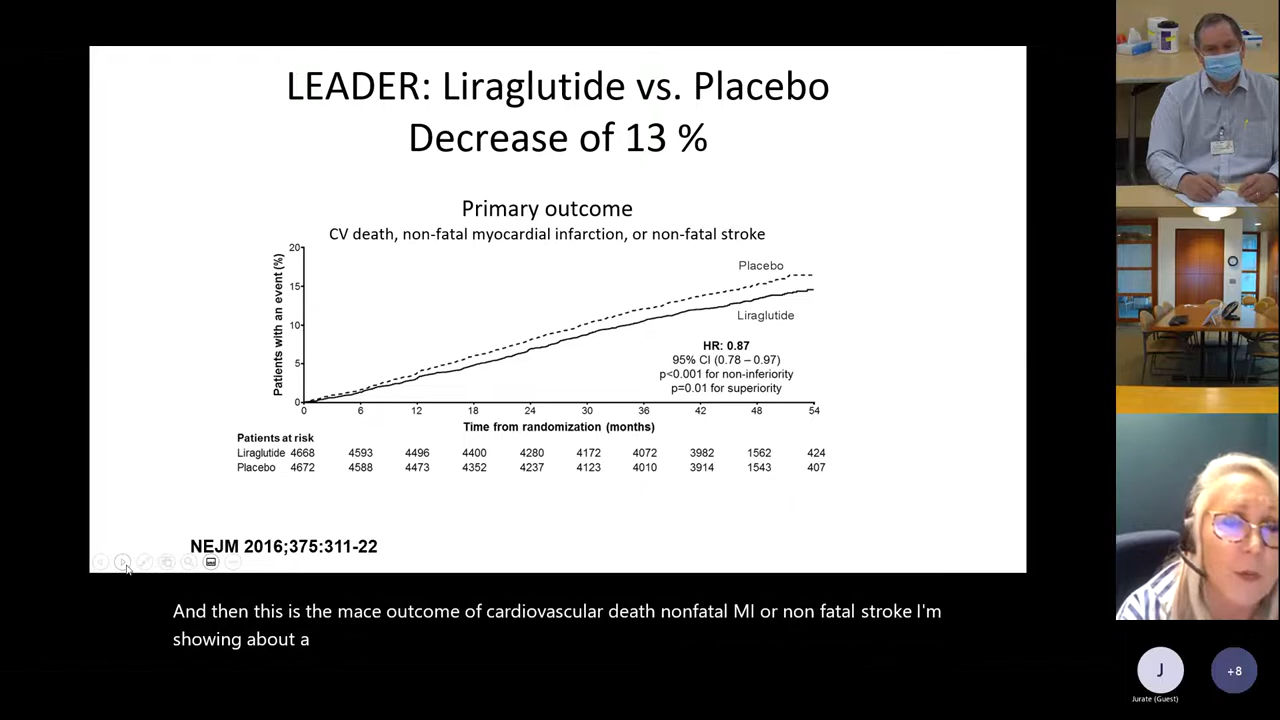 LEADER: Liraglutide vs. Placebo
Decrease of 13 %
Primary outcome
CV death, non-fatal myocardial infarction, or non-fatal stroke
Patients with an event (%)
20
15
10
5
0
Placebo
Liraglutide
HR: 0.87
95% CI (0.78 – 0.97)
p<0.001 for non-inferiority
p=0.01 for superiority
0 6 12 18 24 30 36 42 48 54
Time from randomization (months)
Patients at risk
Liraglutide 4668 4593 4496 4400 4280 4172 4072 3982 1562 424
Placebo 4672 4588 4473 4352 4237 4123 4010 3914 1543 407
NEJM 2016;375:311-22
And then this is the mace outcome of cardiovascular death nonfatal MI or non fatal stroke I'm
showing about a
J
+8
Jurate (Guest)